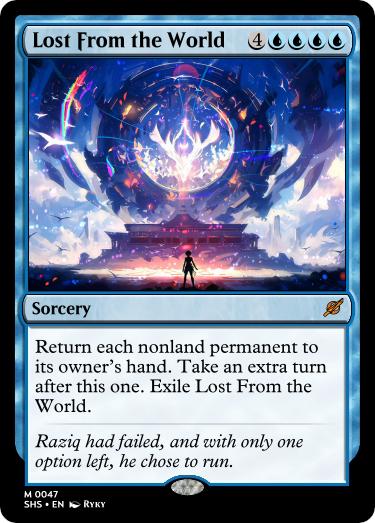 Lost From the World 4
Sorcery
Return each nonland permanent to
its owner's hand. Take an extra turn
after this one. Exile Lost From the
World.
Raziq had failed, and with only one
option left, he chose to run.
M 0047
SHS • EN Ryky